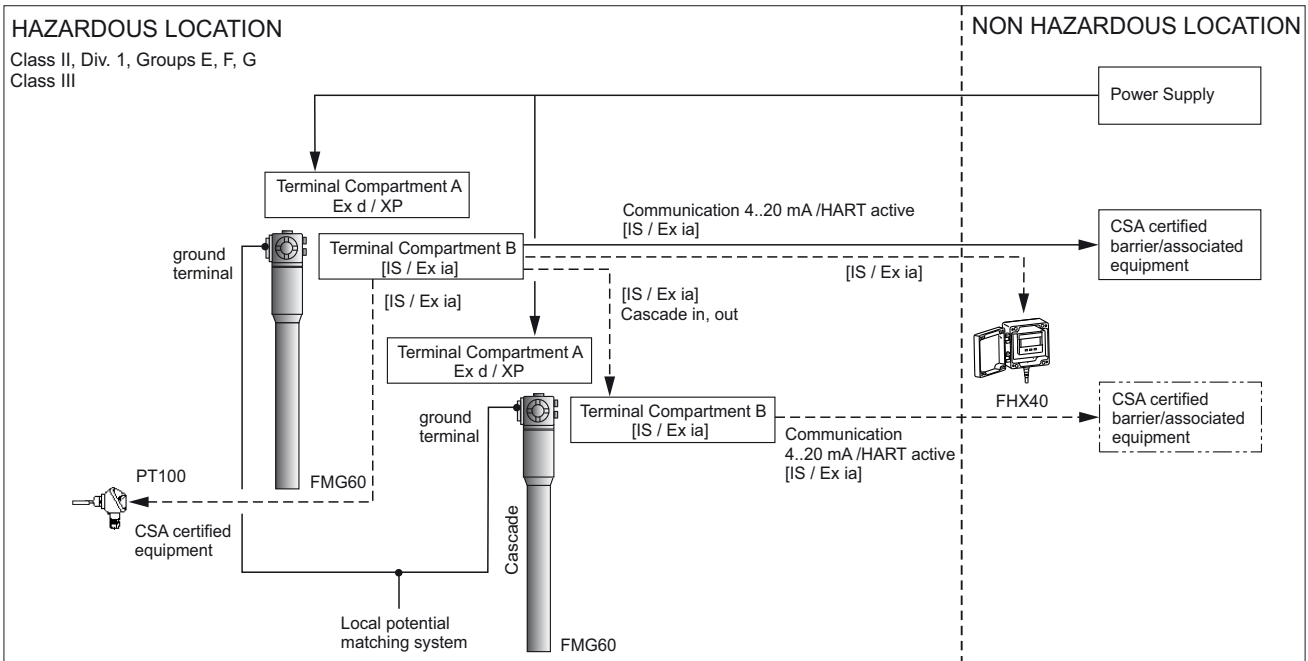 HAZARDOUS LOCATION
Class II, Div. 1, Groups E, F, G
Class III
NON HAZARDOUS LOCATION
Power Supply
Terminal Compartment A
Ex d / XP
Communication 4..20 mA /HART active
[IS / Ex ia]
CSA certified
barrier/associated
equipment
ground
terminal
Terminal Compartment B
[IS / Ex ia]
[IS / Ex ia]
[IS / Ex ia]
[IS / Ex ia]
Cascade in, out
Terminal Compartment A
Ex d / XP
FHX40
ground
terminal
Terminal Compartment B
[IS / Ex ia]
CSA certified
barrier/associated
equipment
Communication
4..20 mA /HART active
[IS / Ex ia]
PT100
FMG60
CSA certified
equipment
Cascade
Local potential
matching system
FMG60